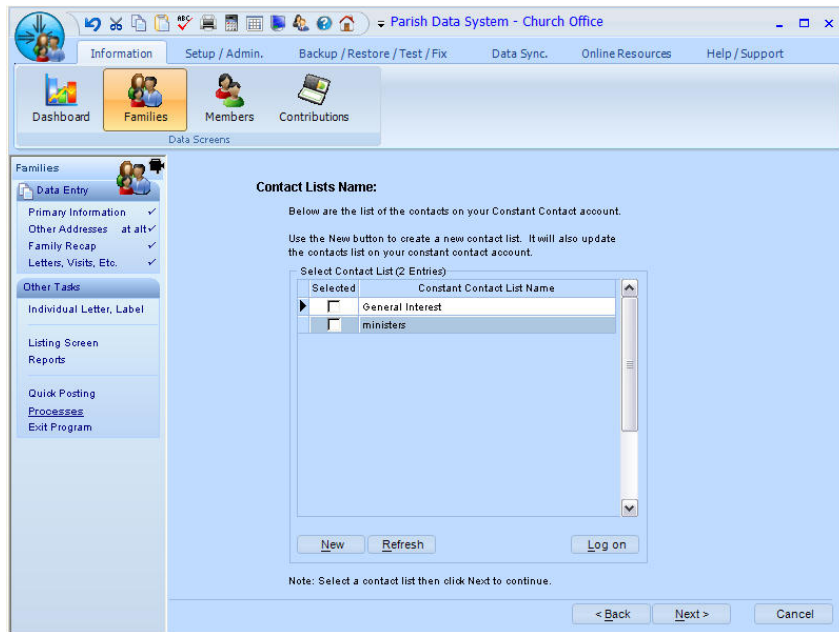 Parish Data System - Church Office
Information Setup / Admin. Backup / Restore / Test / Fix Data Sync. Online Resources Help / Support
Dashboard Families Members Contributions
Data Screens
Families
Data Entry
Primary Information
Other Addresses at alt
Family Recap
Letters, Visits, Etc.
Other Tasks
Individual Letter, Label
Listing Screen
Reports
Quick Posting
Processes
Exit Program
Contact Lists Name:
Below are the list of the contacts on your Constant Contact account.
Use the New button to create a new contact list. It will also update
the contacts list on your constant contact account.
Select Contact List (2 Entries)
Selected Constant Contact List Name
General Interest
ministers
New Refresh Log on
Note: Select a contact list then click Next to continue.
< Back Next > Cancel